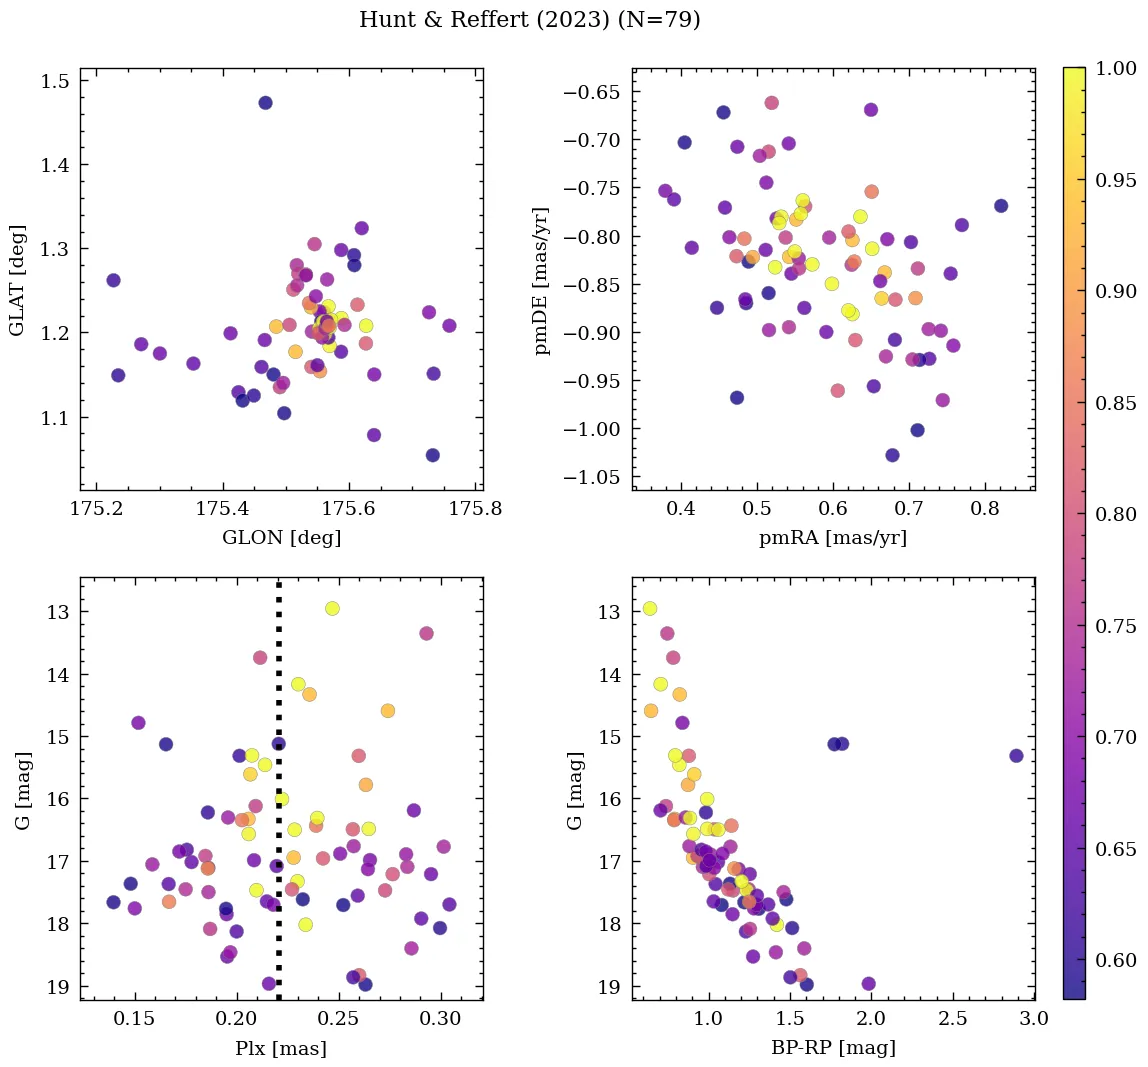 Hunt & Reffert (2023) (N=79)
1.5
1.4
1.3
1.2
1.1
GLAT [deg]
175.2 175.4 175.6 175.8
GLON [deg]
−0.65
−0.70
−0.75
−0.80
−0.85
−0.90
−0.95
−1.00
−1.05
pmDE [mas/yr]
0.4 0.5 0.6 0.7 0.8
pmRA [mas/yr]
13
14
15
16
17
18
19
G [mag]
0.15 0.20 0.25 0.30
Plx [mas]
13
14
15
16
17
18
19
G [mag]
1.0 1.5 2.0 2.5 3.0
BP-RP [mag]
1.00
0.95
0.90
0.85
0.80
0.75
0.70
0.65
0.60